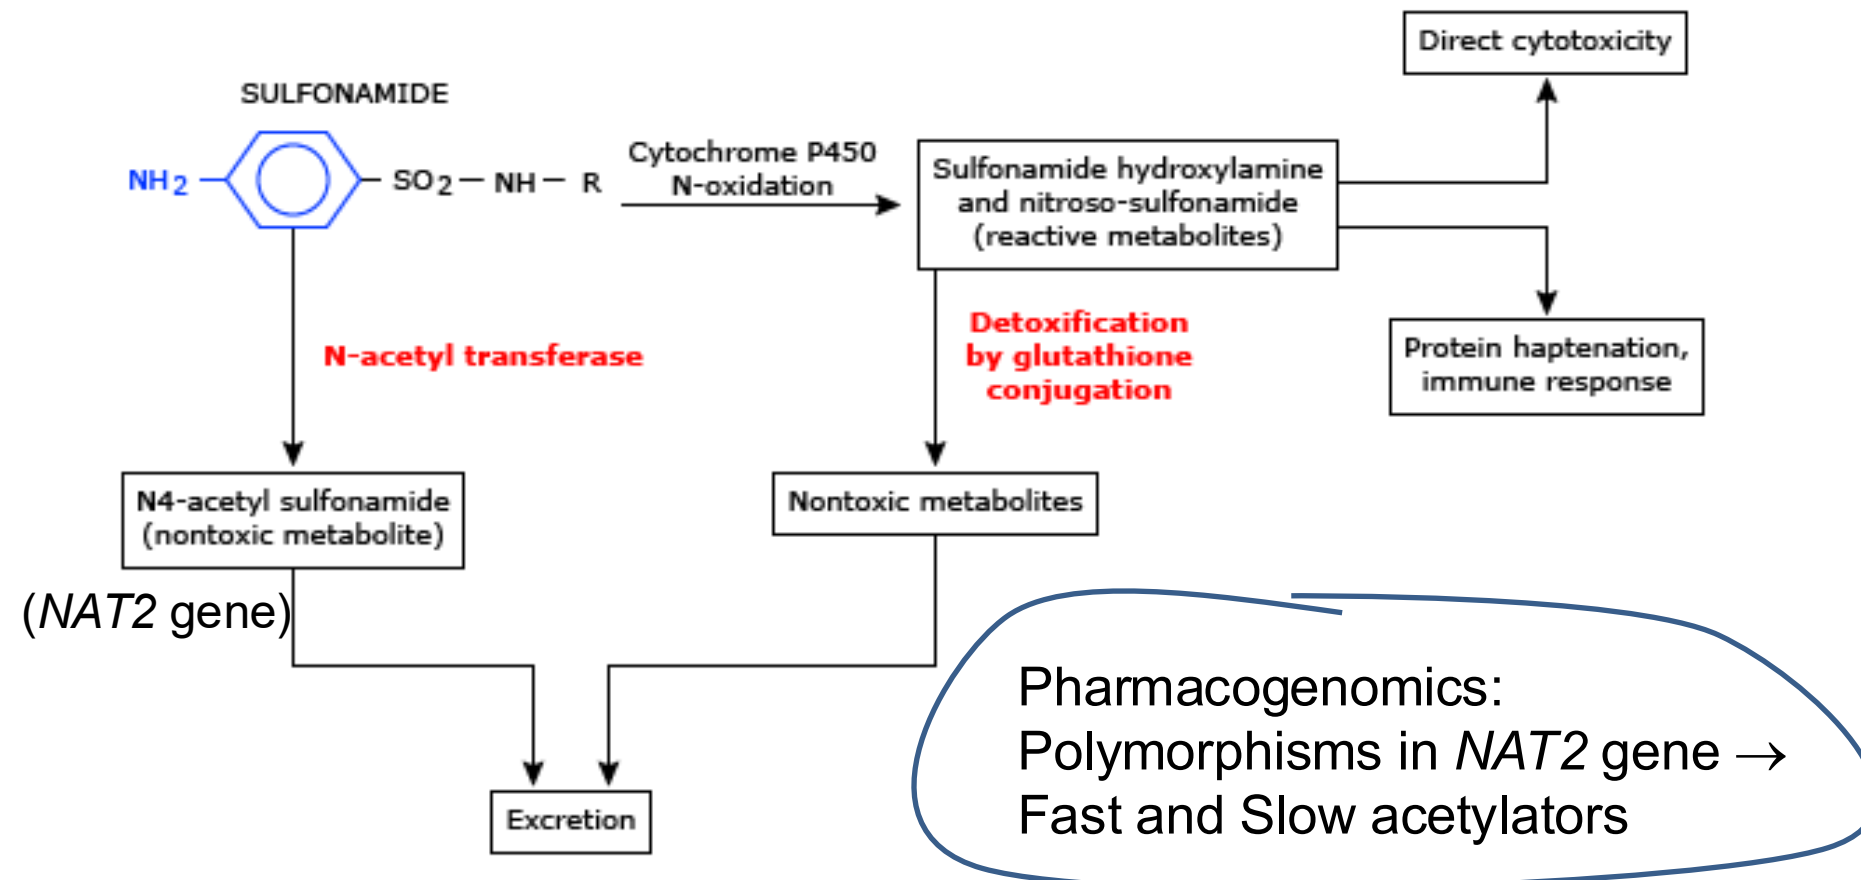 SULFONAMIDE
NH2
SO2 — NH — R
Cytochrome P450
N-oxidation
Sulfonamide hydroxylamine
and nitroso-sulfonamide
(reactive metabolites)
Direct cytotoxicity
Protein haptenation,
immune response
N-acetyl transferase
Detoxification
by glutathione
conjugation
N4-acetyl sulfonamide
(nontoxic metabolite)
Nontoxic metabolites
(NAT2 gene)
Excretion
Pharmacogenomics:
Polymorphisms in NAT2 gene →
Fast and Slow acetylators